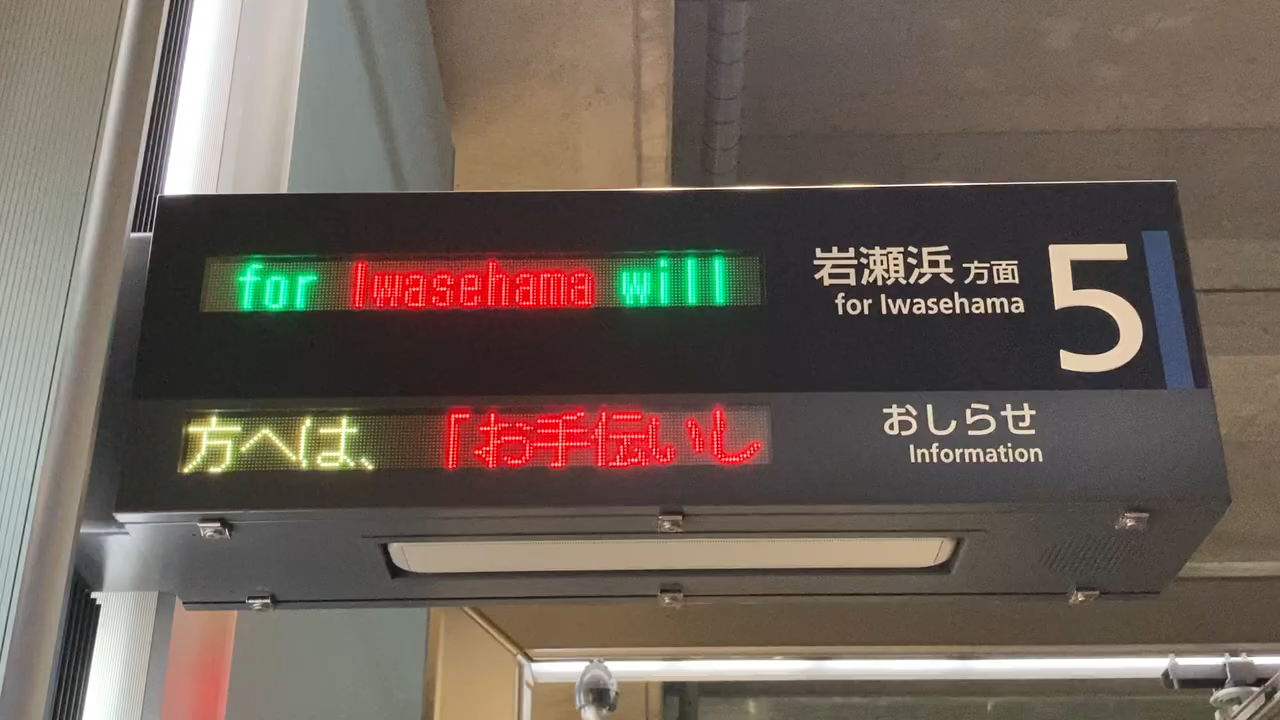 for Iwasehama will
岩瀬浜 方面
for Iwasehama
5
方へは、 「お手伝いし
おしらせ
Information